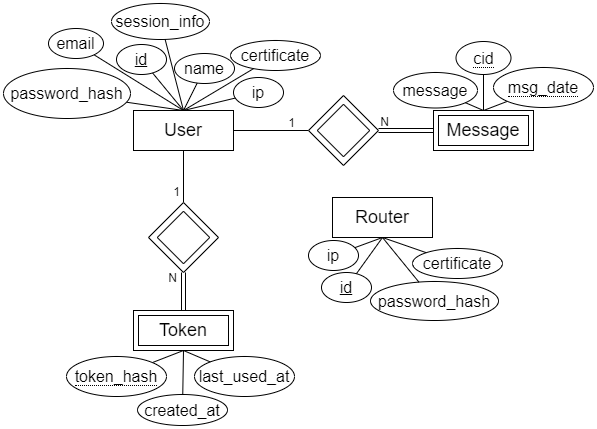 session_info
email
id
name
certificate
password_hash
ip
User
1
N
cid
message
msg_date
Message
1
N
Router
ip
id
certificate
password_hash
Token
token_hash
last_used_at
created_at